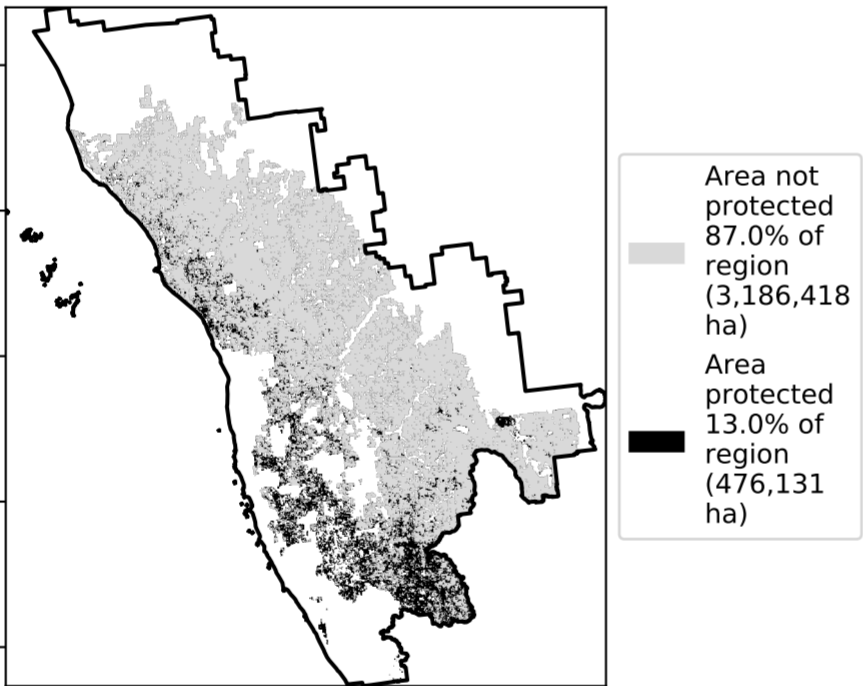 Area not
protected
87.0% of
region
(3,186,418
ha)
Area
protected
13.0% of
region
(476,131
ha)